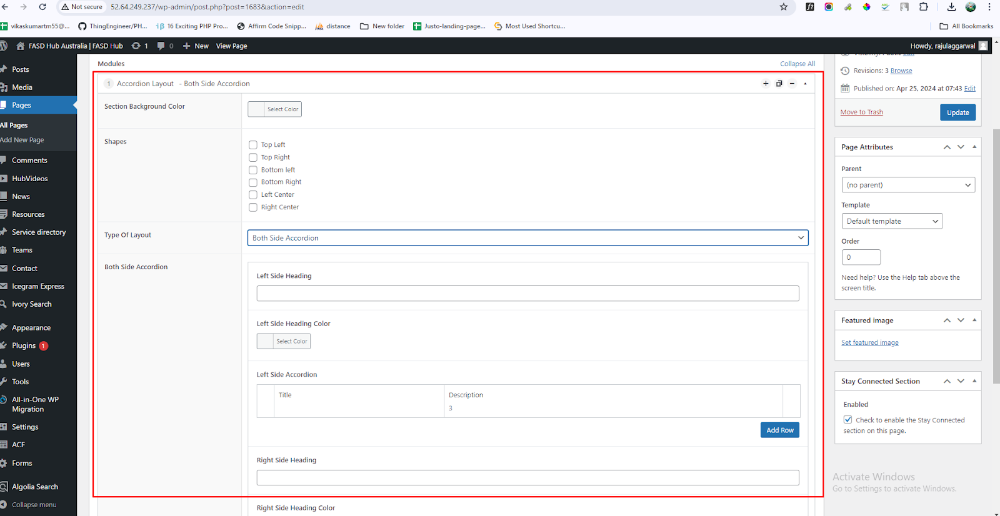 Not secure
52.64.249.237/wp-admin/post.php?post=1683&action=edit
vikaskumartm55@...
ThingEngineer/PH...
16 Exciting PHP Pro...
Affirm Code Snipp...
distance
New folder
Justo-landing-page...
Most Used Shortcu...
All Bookmarks
FASD Hub Australia | FASD Hub
1
0
New
View Page
Howdy, rajulaggarwal
Posts
Media
Pages
All Pages
Add New Page
Comments
HubVideos
News
Resources
Service directory
Teams
Contact
Icegram Express
Ivory Search
Appearance
Plugins 1
Users
Tools
All-in-One WP
Migration
Settings
ACF
Forms
Algolia Search
Collapse menu
Modules
Collapse All
1 Accordion Layout - Both Side Accordion
Section Background Color
Select Color
Shapes
Top Left
Top Right
Bottom left
Bottom Right
Left Center
Right Center
Type Of Layout
Both Side Accordion
Both Side Accordion
Left Side Heading
Left Side Heading Color
Select Color
Left Side Accordion
Title
Description
3
Add Row
Right Side Heading
Right Side Heading Color
Visibility: Public Edit
Revisions: 3 Browse
Published on: Apr 25, 2024 at 07:43 Edit
Move to Trash
Update
Page Attributes
Parent
(no parent)
Template
Default template
Order
0
Need help? Use the Help tab above the
screen title.
Featured image
Set featured image
Stay Connected Section
Enabled
Check to enable the Stay Connected
section on this page.
Activate Windows
Go to Settings to activate Windows.